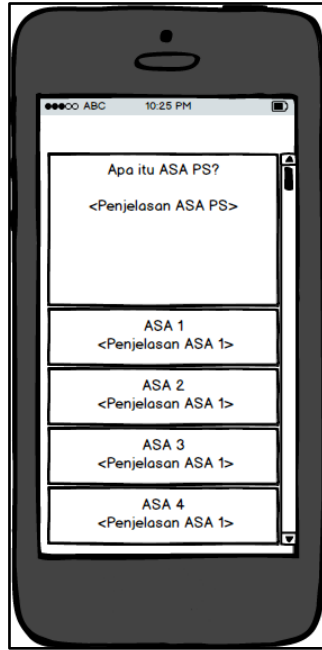 ABC 10:25 PM
Apa itu ASA PS?
<Penjelasan ASA PS>
ASA 1
<Penjelasan ASA 1>
ASA 2
<Penjelasan ASA 1>
ASA 3
<Penjelasan ASA 1>
ASA 4
<Penjelasan ASA 1>